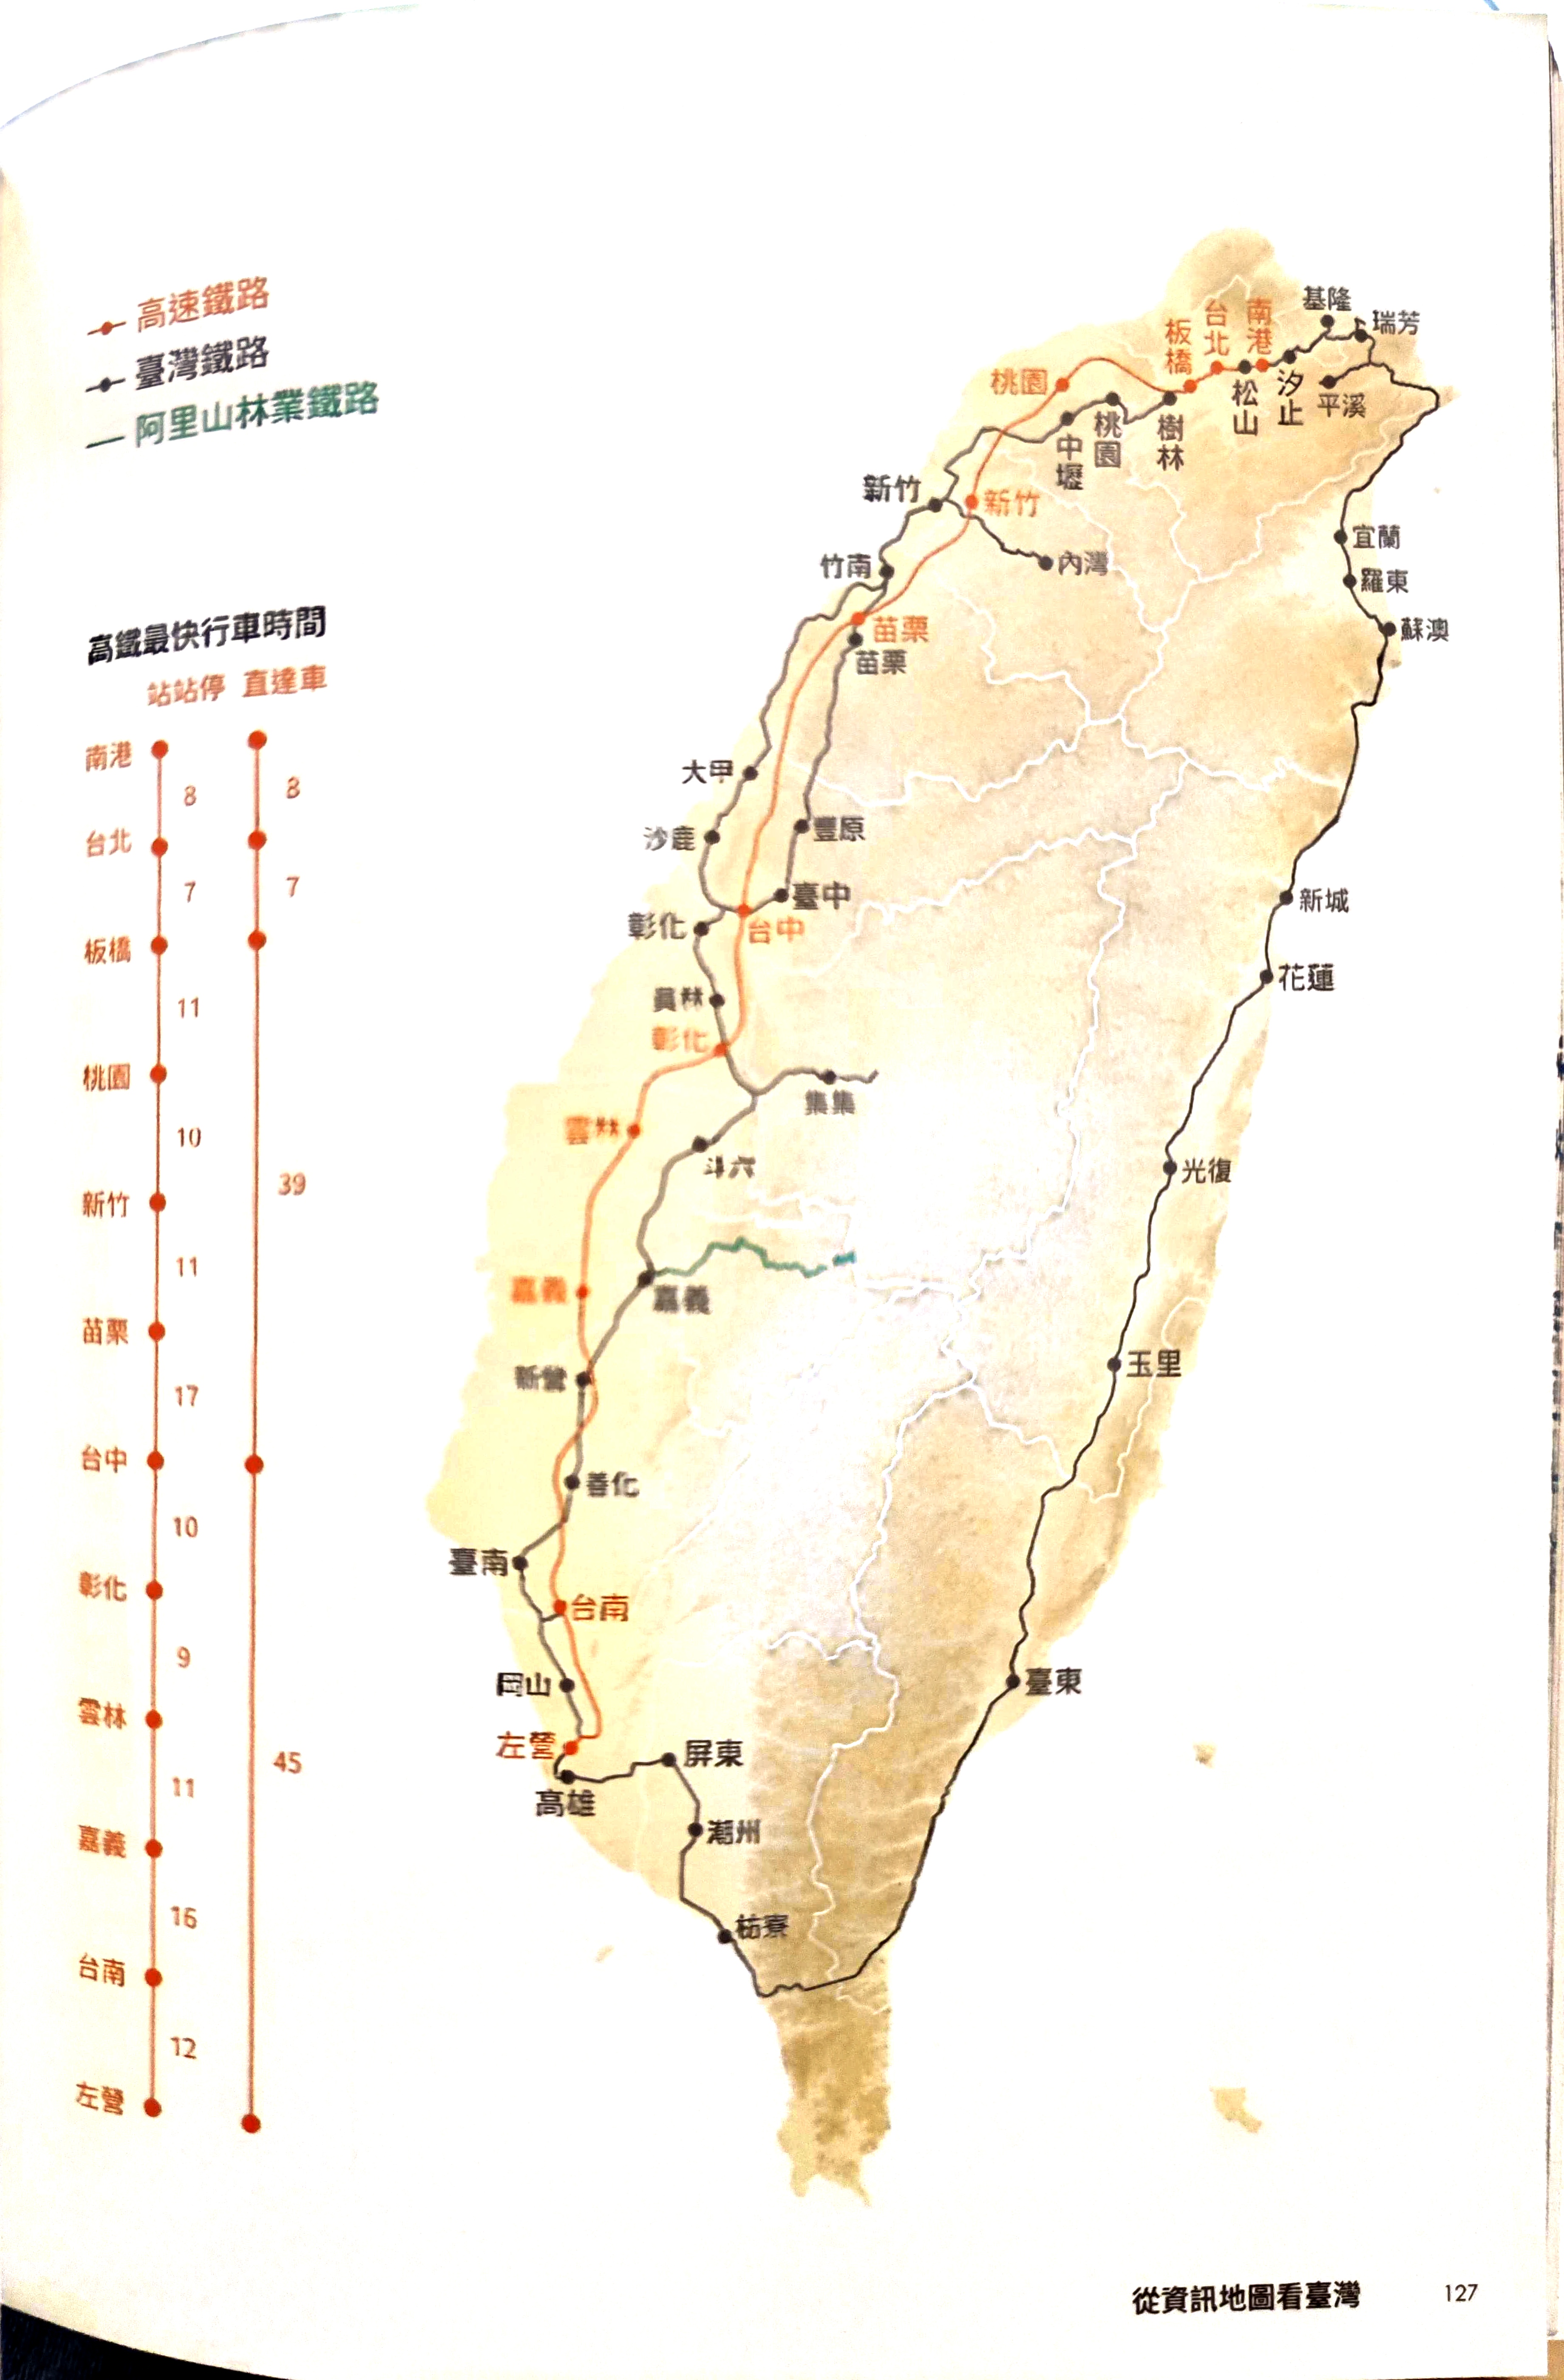 高速鐵路
臺灣鐵路
阿里山林業鐵路
高鐵最快行車時間
站站停 直達車
南港
8 8
台北
7 7
板橋
11
桃園
10
新竹
39
11
苗栗
17
台中
10
彰化
9
雲林
45
11
嘉義
16
台南
12
左營
基隆
瑞芳
南港
台北
板橋
桃園
松山
汐止
平溪
樹林
桃園
中壢
新竹
新竹
內灣
竹南
苗栗
苗栗
宜蘭
羅東
蘇澳
大甲
沙鹿
豐原
臺中
台中
彰化
新城
花蓮
員林
彰化
集集
雲林
斗六
光復
嘉義
嘉義
新營
玉里
善化
臺南
台南
岡山
臺東
左營
高雄
屏東
潮州
枋寮
從資訊地圖看臺灣 127